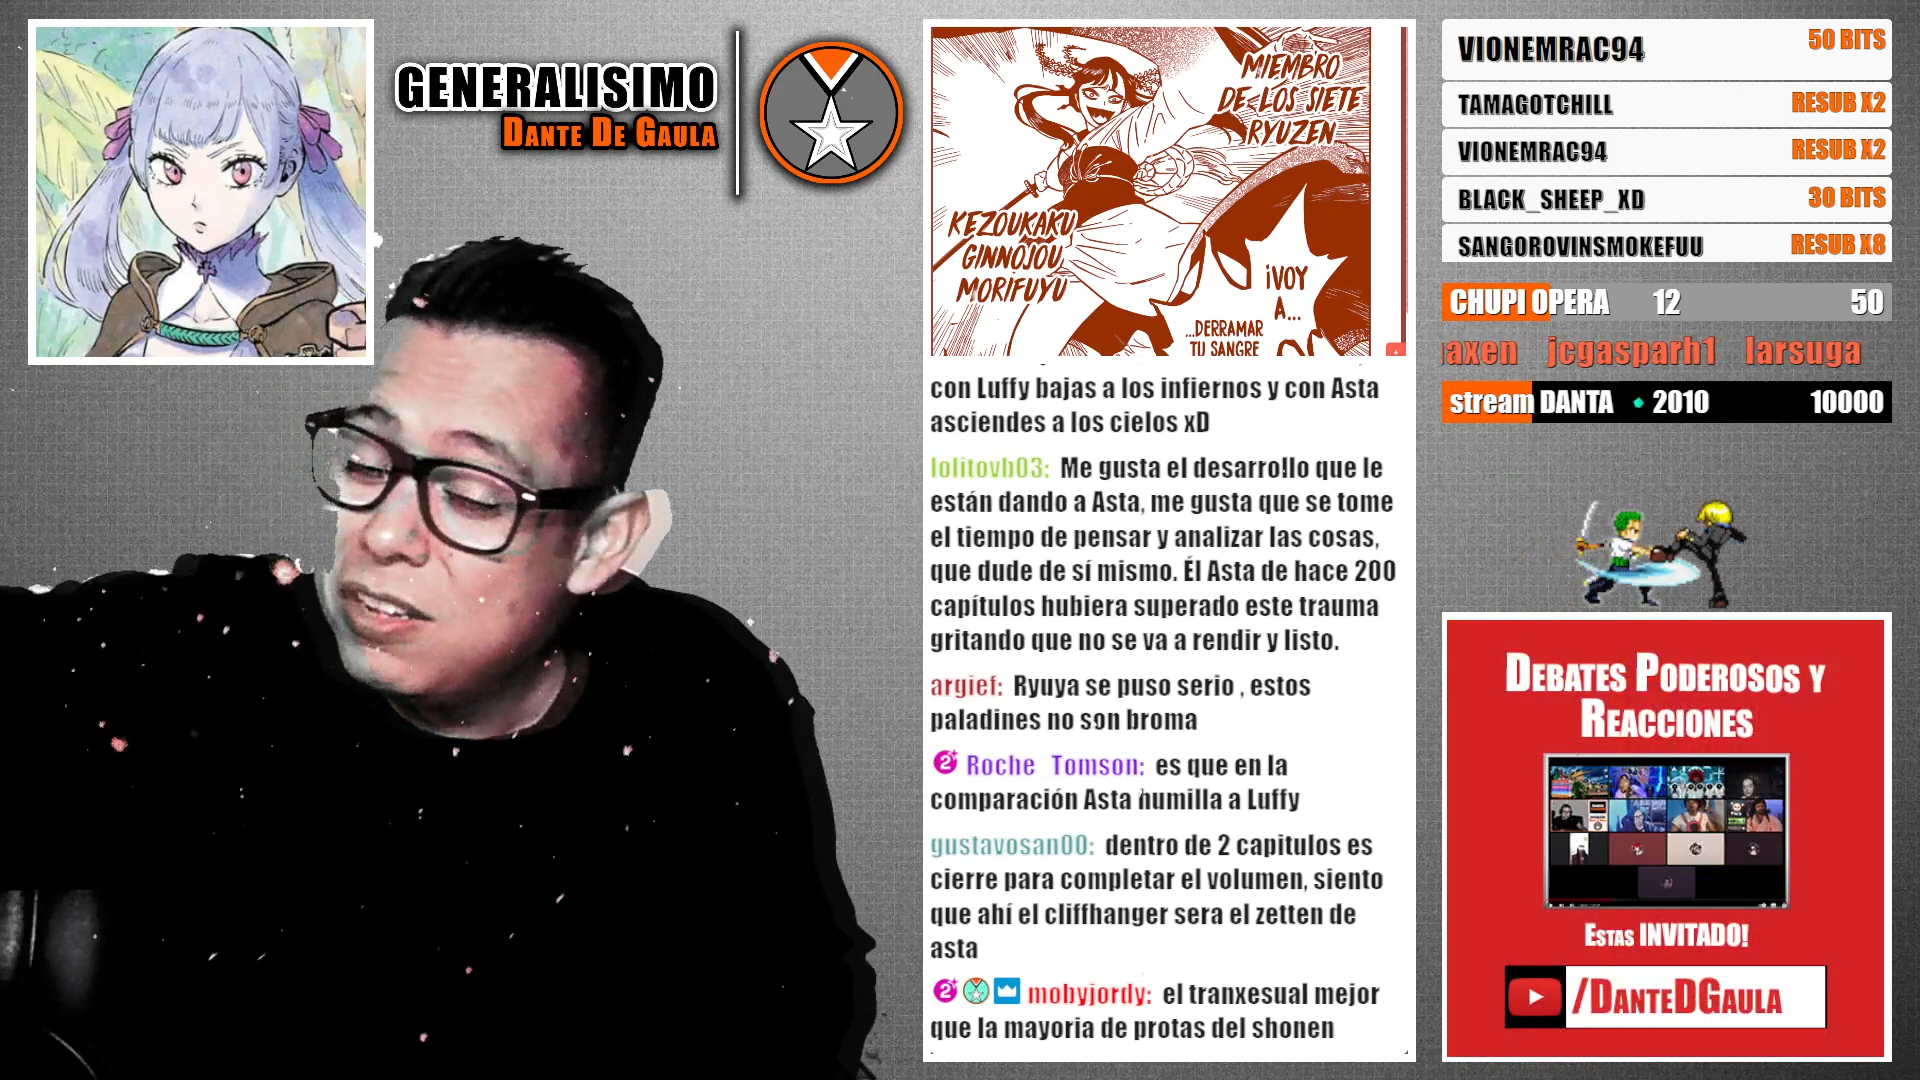 GENERALISIMO
DANTE DE GAULA
MIEMBRO
DE LOS SIETE
RYUZEN
KEZOUKAKU
GINNOJOU
MORIFUYU
¡VOY
A...
...DERRAMAR
TU SANGRE
con Luffy bajas a los infiernos y con Asta
asciendes a los cielos xD
lolitovb03: Me gusta el desarrollo que le
están dando a Asta, me gusta que se tome
el tiempo de pensar y analizar las cosas,
que dude de sí mismo. Él Asta de hace 200
capítulos hubiera superado este trauma
gritando que no se va a rendir y listo.
argief: Ryuya se puso serio , estos
paladines no son broma
2 Roche_Tomson: es que en la
comparación Asta humilla a Luffy
gustavosan00: dentro de 2 capitulos es
cierre para completar el volumen, siento
que ahí el cliffhanger sera el zetten de
asta
2 mobyjordy: el tranxesual mejor
que la mayoria de protas del shonen
VIONEMRAC94 50 BITS
TAMAGOTCHILL RESUB X2
VIONEMRAC94 RESUB X2
BLACK_SHEEP_XD 30 BITS
SANGOROVINSMOKEFUU RESUB X8
CHUPI OPERA 12 50
axen jcgasparh1 larsuga
stream DANTA 2010 10000
DEBATES PODEROSOS Y
REACCIONES
ESTAS INVITADO!
/DANTEDGAULA